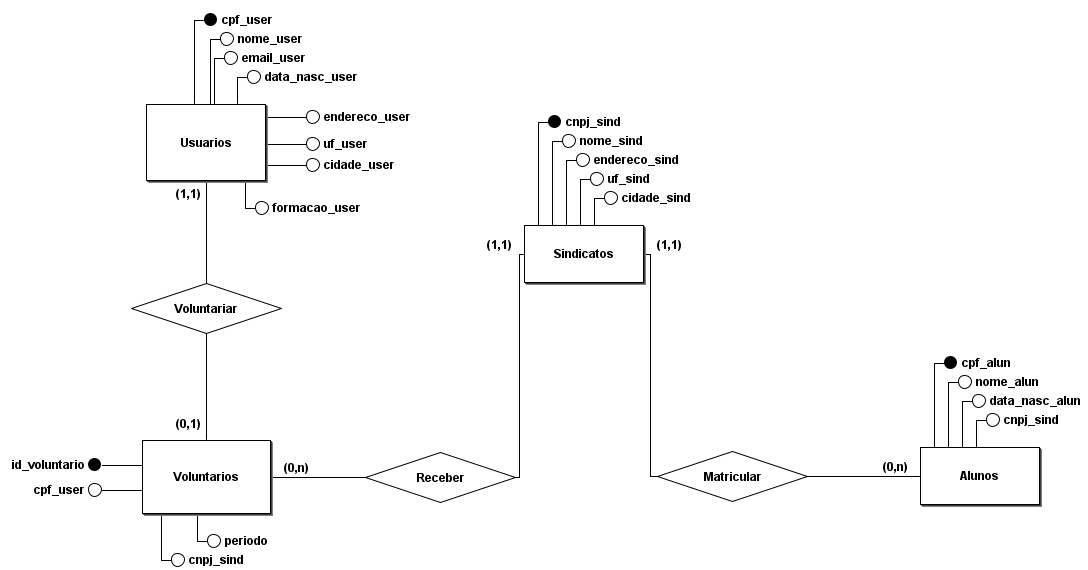 cpf_user
nome_user
email_user
data_nasc_user
Usuarios
endereco_user
uf_user
cidade_user
formacao_user
(1,1)
Voluntariar
(0,1)
id_voluntario
cpf_user
Voluntarios
periodo
cnpj_sind
(0,n)
Receber
(1,1)
cnpj_sind
nome_sind
endereco_sind
uf_sind
cidade_sind
Sindicatos
(1,1)
Matricular
(0,n)
cpf_alun
nome_alun
data_nasc_alun
cnpj_sind
Alunos